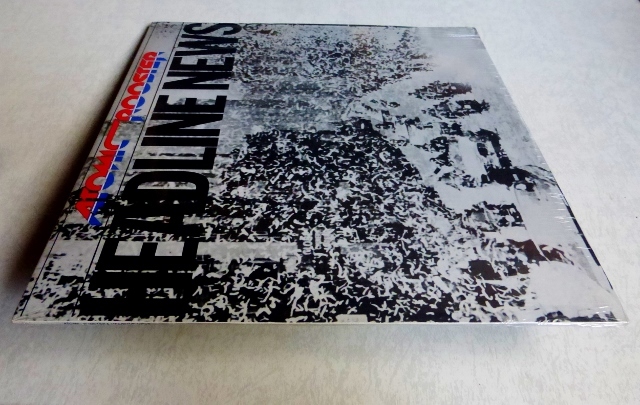 ATOMIC ROOSTER
HEADLINE NEWS